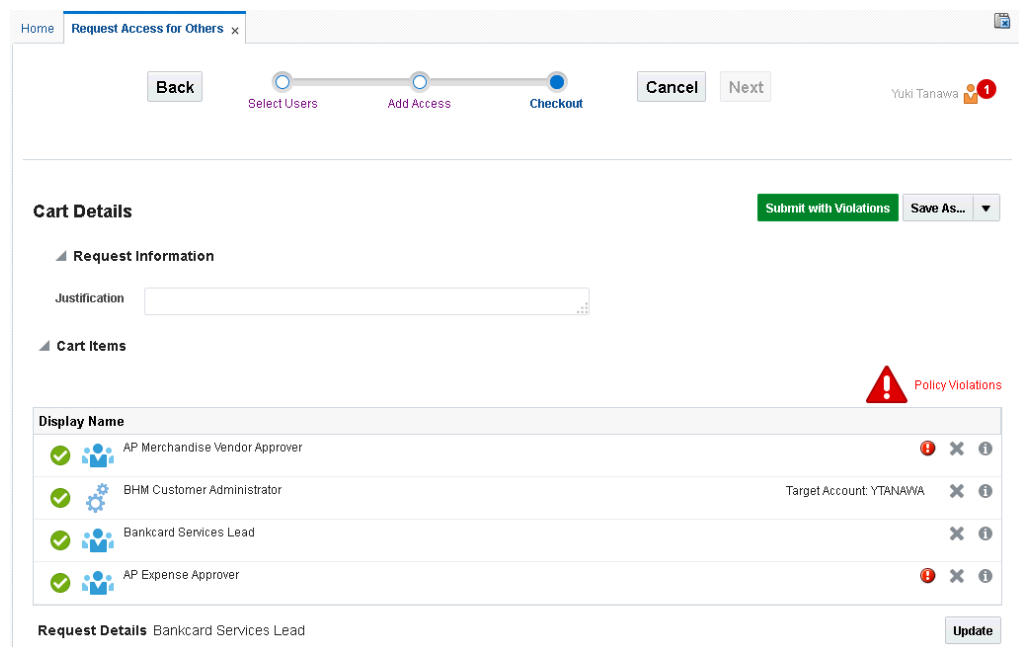 Home Request Access for Others ×
Back Cancel Next
Select Users Add Access Checkout
Yuki Tanawa 1
Cart Details Submit with Violations Save As...
Request Information
Justification
Cart Items
Policy Violations
Display Name
AP Merchandise Vendor Approver
BHM Customer Administrator Target Account: YTANAWA
Bankcard Services Lead
AP Expense Approver
Request Details Bankcard Services Lead Update